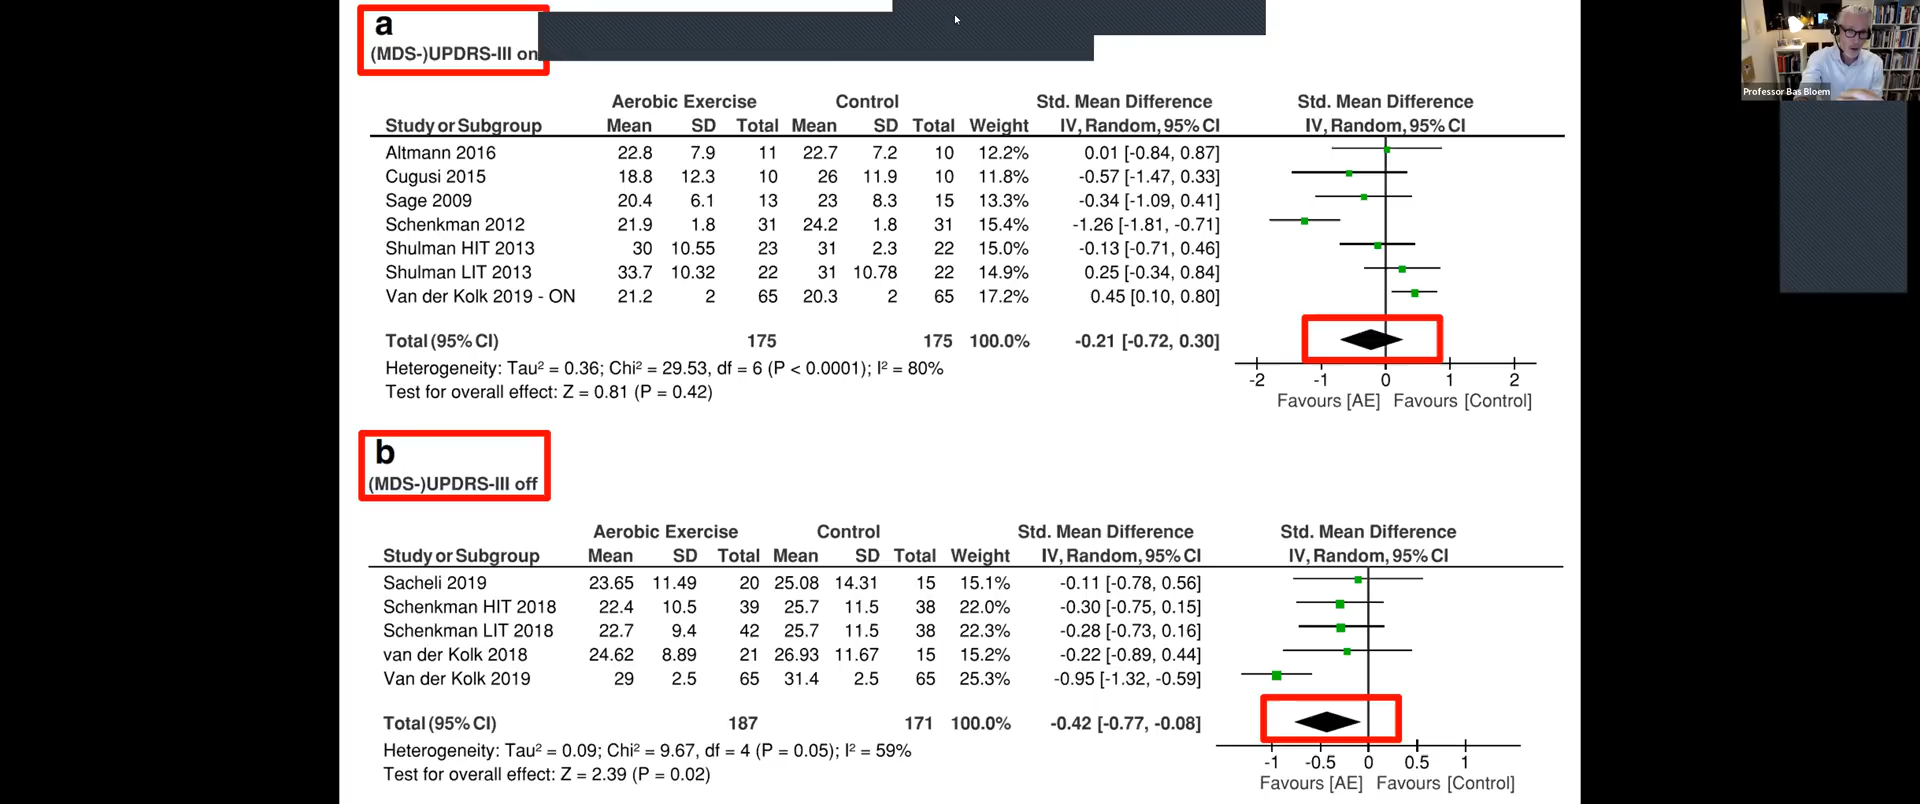 a
(MDS-)UPDRS-III on
Professor Bas Bloem
Aerobic Exercise Control Std. Mean Difference Std. Mean Difference
Study or Subgroup Mean SD Total Mean SD Total Weight IV, Random, 95% CI IV, Random, 95% CI
Altmann 2016 22.8 7.9 11 22.7 7.2 10 12.2% 0.01 [-0.84, 0.87]
Cugusi 2015 18.8 12.3 10 26 11.9 10 11.8% -0.57 [-1.47, 0.33]
Sage 2009 20.4 6.1 13 23 8.3 15 13.3% -0.34 [-1.09, 0.41]
Schenkman 2012 21.9 1.8 31 24.2 1.8 31 15.4% -1.26 [-1.81, -0.71]
Shulman HIT 2013 30 10.55 23 31 2.3 22 15.0% -0.13 [-0.71, 0.46]
Shulman LIT 2013 33.7 10.32 22 31 10.78 22 14.9% 0.25 [-0.34, 0.84]
Van der Kolk 2019 - ON 21.2 2 65 20.3 2 65 17.2% 0.45 [0.10, 0.80]
Total (95% CI) 175 175 100.0% -0.21 [-0.72, 0.30]
Heterogeneity: Tau² = 0.36; Chi² = 29.53, df = 6 (P < 0.0001); I² = 80%
Test for overall effect: Z = 0.81 (P = 0.42)
-2 -1 0 1 2
Favours [AE] Favours [Control]
b
(MDS-)UPDRS-III off
Aerobic Exercise Control Std. Mean Difference Std. Mean Difference
Study or Subgroup Mean SD Total Mean SD Total Weight IV, Random, 95% CI IV, Random, 95% CI
Sacheli 2019 23.65 11.49 20 25.08 14.31 15 15.1% -0.11 [-0.78, 0.56]
Schenkman HIT 2018 22.4 10.5 39 25.7 11.5 38 22.0% -0.30 [-0.75, 0.15]
Schenkman LIT 2018 22.7 9.4 42 25.7 11.5 38 22.3% -0.28 [-0.73, 0.16]
van der Kolk 2018 24.62 8.89 21 26.93 11.67 15 15.2% -0.22 [-0.89, 0.44]
Van der Kolk 2019 29 2.5 65 31.4 2.5 65 25.3% -0.95 [-1.32, -0.59]
Total (95% CI) 187 171 100.0% -0.42 [-0.77, -0.08]
Heterogeneity: Tau² = 0.09; Chi² = 9.67, df = 4 (P = 0.05); I² = 59%
Test for overall effect: Z = 2.39 (P = 0.02)
-1 -0.5 0 0.5 1
Favours [AE] Favours [Control]